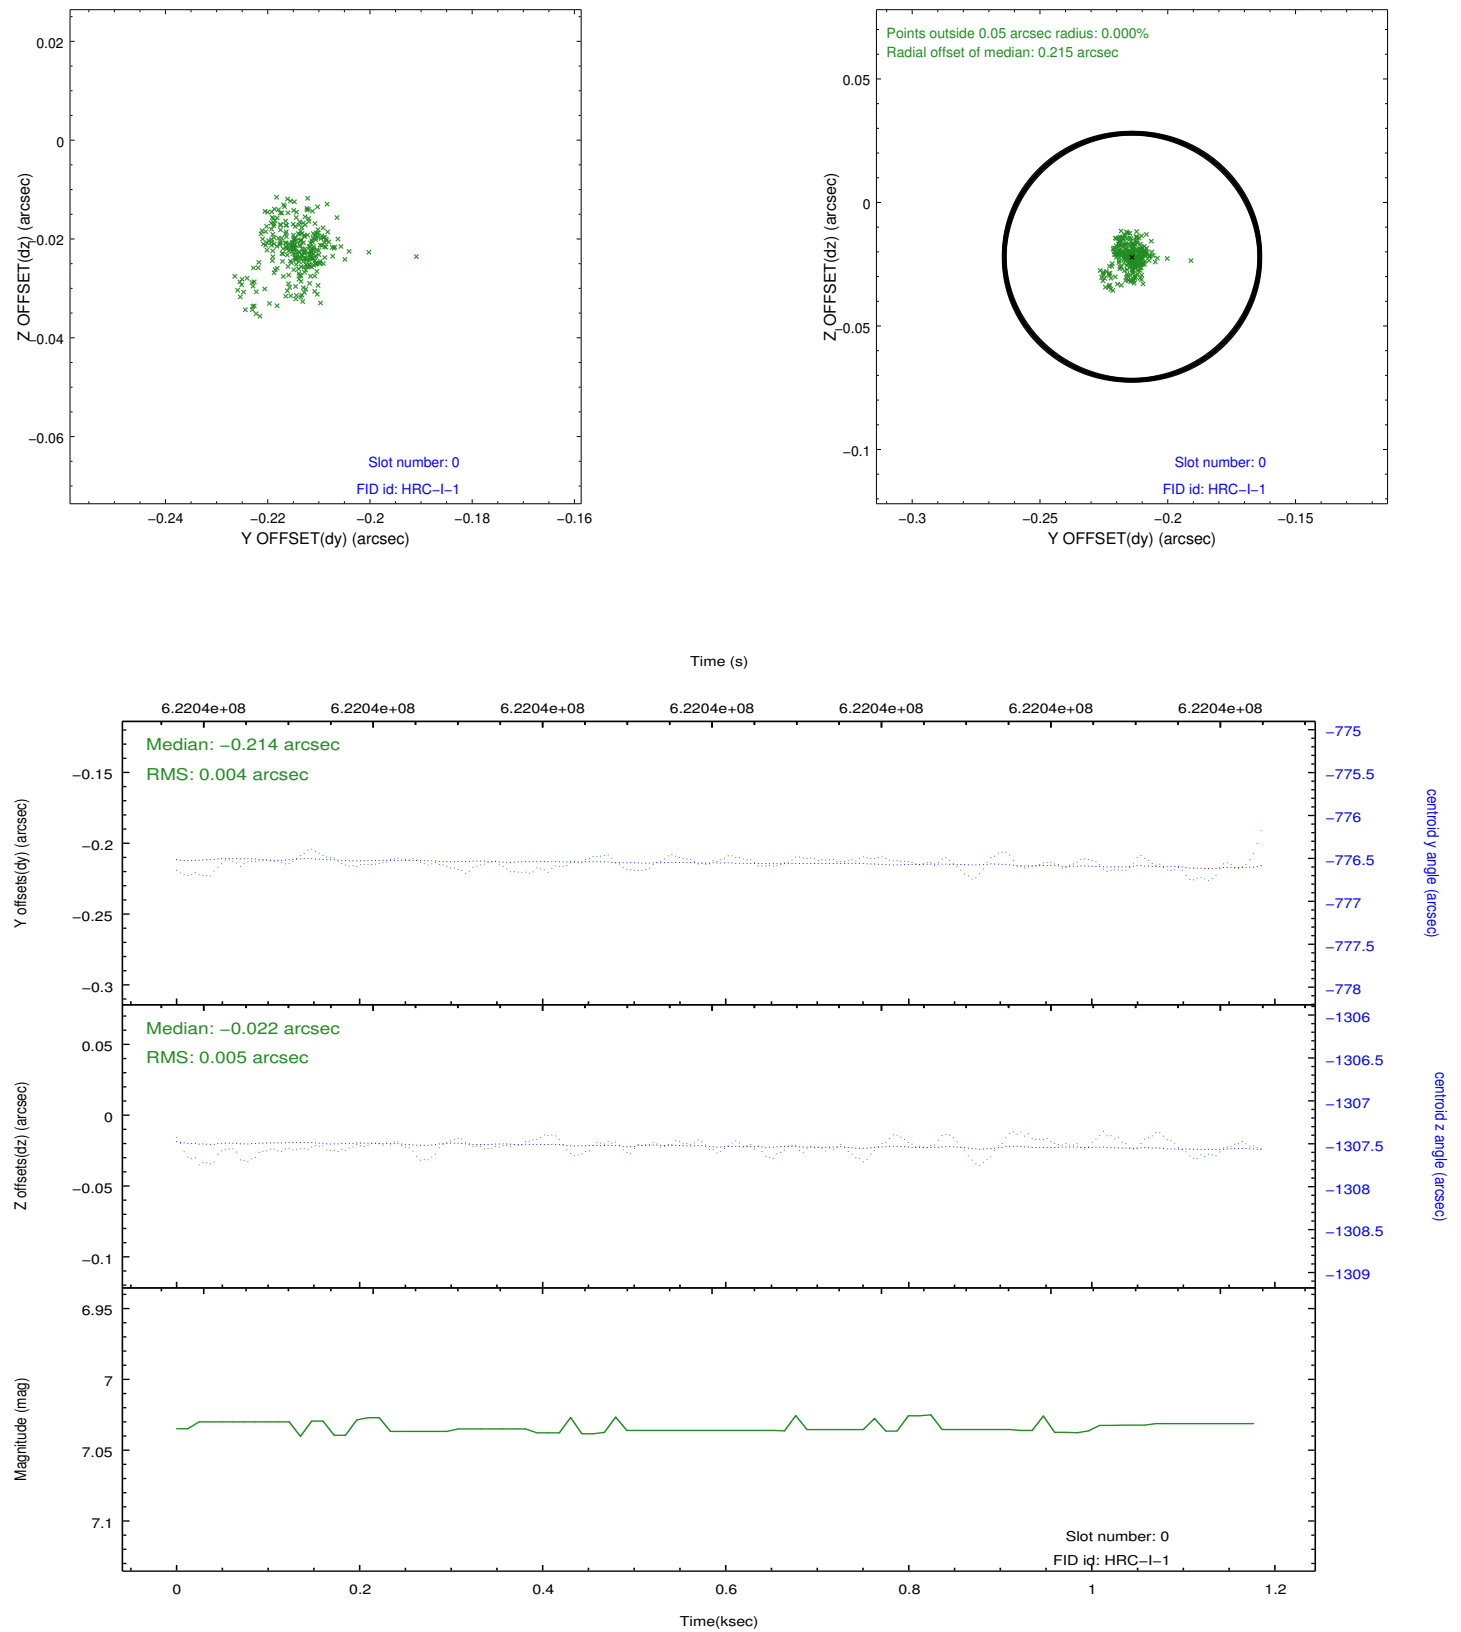 0.02
0
−0.02
−0.04
−0.06
Z OFFSET(dz) (arcsec)
Slot number: 0
FID id: HRC−I−1
−0.24 −0.22 −0.2 −0.18 −0.16
Y OFFSET(dy) (arcsec)
Points outside 0.05 arcsec radius: 0.000%
Radial offset of median: 0.215 arcsec
0.05
0
−0.05
−0.1
Z OFFSET(dz) (arcsec)
Slot number: 0
FID id: HRC−I−1
−0.3 −0.25 −0.2 −0.15
Y OFFSET(dy) (arcsec)
Time (s)
6.2204e+08 6.2204e+08 6.2204e+08 6.2204e+08 6.2204e+08 6.2204e+08 6.2204e+08
Median: −0.214 arcsec
RMS: 0.004 arcsec
−0.15
−0.2
−0.25
−0.3
Y offsets(dy) (arcsec)
−775
−775.5
−776
−776.5
−777
−777.5
−778
centroid y angle (arcsec)
Median: −0.022 arcsec
RMS: 0.005 arcsec
0.05
0
−0.05
−0.1
Z offsets(dz) (arcsec)
−1306
−1306.5
−1307
−1307.5
−1308
−1308.5
−1309
centroid z angle (arcsec)
6.95
7
7.05
7.1
Magnitude (mag)
Slot number: 0
FID id: HRC−I−1
0 0.2 0.4 0.6 0.8 1 1.2
Time(ksec)